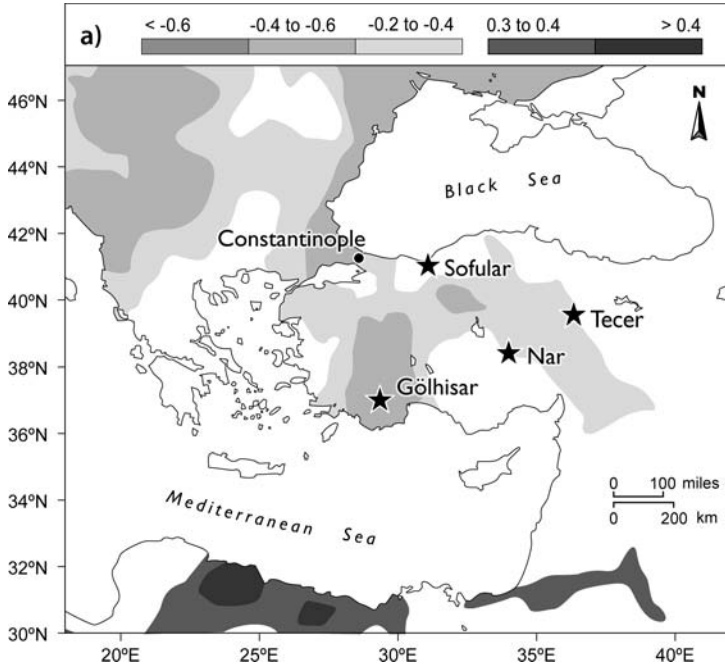 a)
< -0.6 -0.4 to -0.6 -0.2 to -0.4 0.3 to 0.4 > 0.4
46ºN
44ºN
42ºN
40ºN
38ºN
36ºN
34ºN
32ºN
30ºN
N
Black Sea
Constantinople
Sofular
Tecer
Nar
Gölhisar
Mediterranean Sea
0 100 miles
0 200 km
20ºE 25ºE 30ºE 35ºE 40ºE